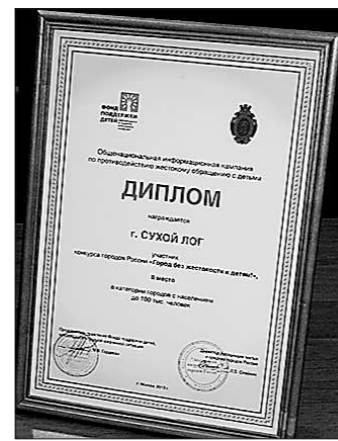 ФОНД
ПОДДЕРЖКИ
ДЕТЕЙ
Общенациональная информационная кампания
по противодействию жестокому обращению с детьми
ДИПЛОМ
награждается
г. СУХОЙ ЛОГ
участник
конкурса городов России «Город без жестокости к детям!»,
II место
в категории городов с населением
до 100 тыс. человек
г. Москва